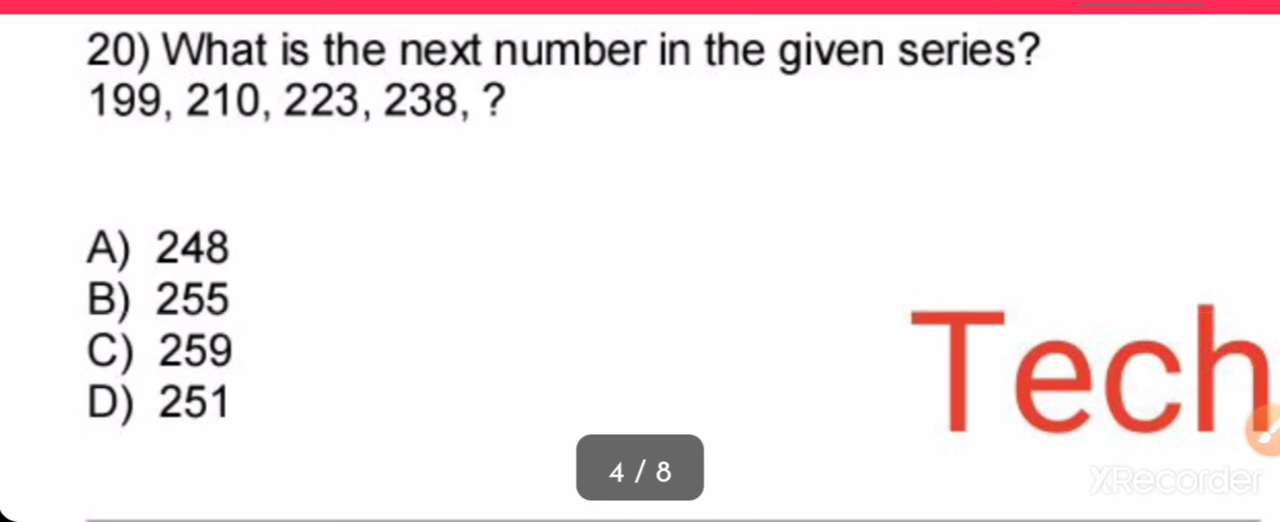 20) What is the next number in the given series?
199, 210, 223, 238, ?
A) 248
B) 255
C) 259
D) 251
Tech
4 / 8
XRecorder